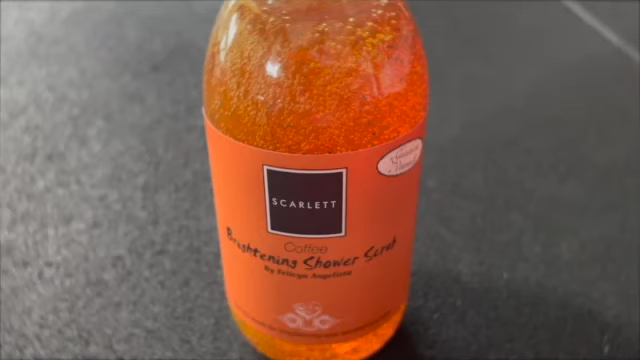 SCARLETT
Coffee
Brightening Shower Scrub
By Felicya Angelista